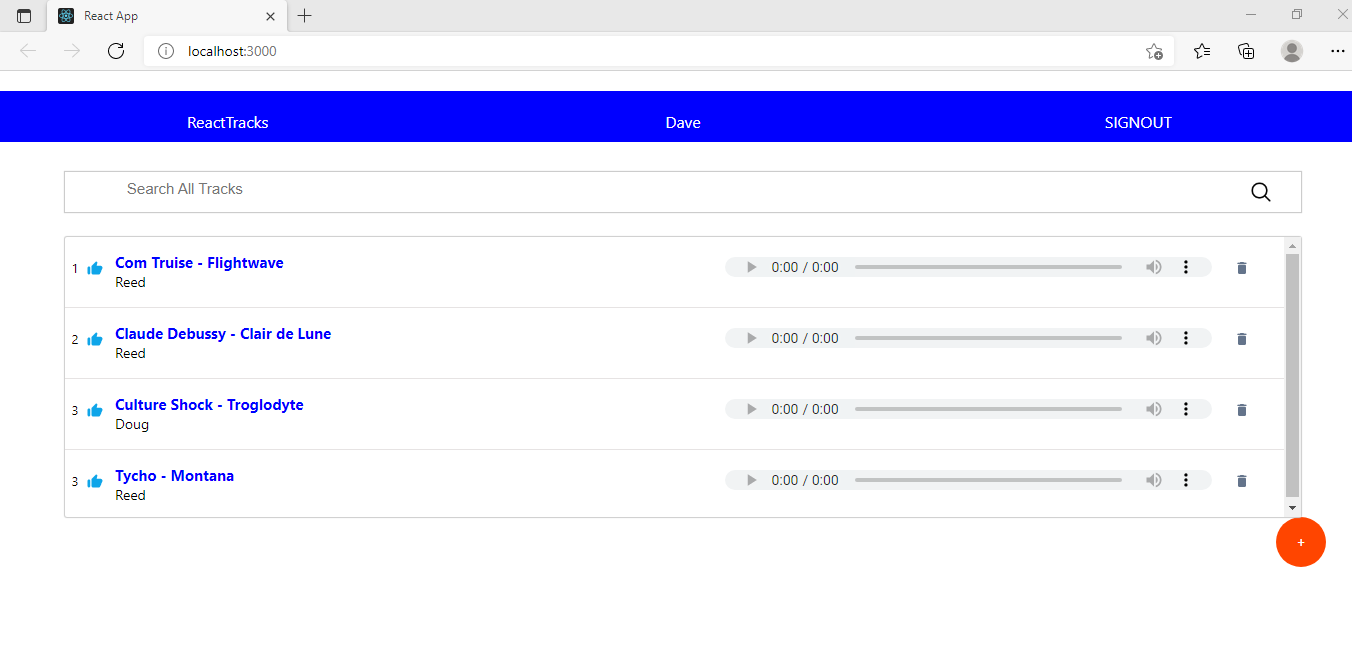 React App
localhost:3000
ReactTracks Dave SIGNOUT
Search All Tracks
1 Com Truise - Flightwave 0:00 / 0:00
Reed
2 Claude Debussy - Clair de Lune 0:00 / 0:00
Reed
3 Culture Shock - Troglodyte 0:00 / 0:00
Doug
3 Tycho - Montana 0:00 / 0:00
Reed
+